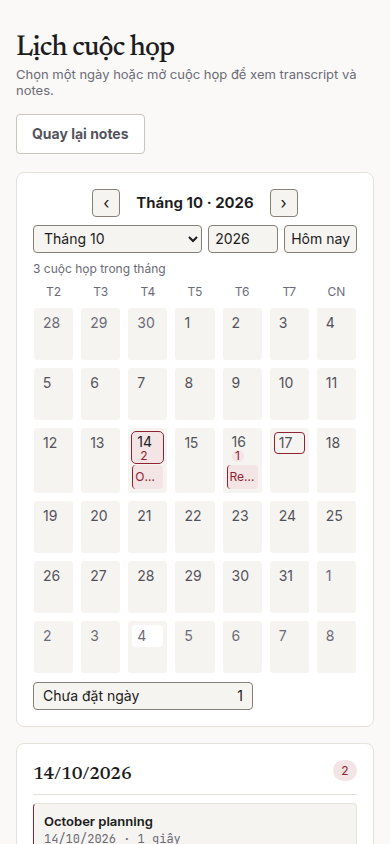 Lịch cuộc họp
Chọn một ngày hoặc mở cuộc họp để xem transcript và
notes.
Quay lại notes
‹ Tháng 10 · 2026 ›
Tháng 10 2026 Hôm nay
3 cuộc họp trong tháng
T2 T3 T4 T5 T6 T7 CN
28 29 30 1 2 3 4
5 6 7 8 9 10 11
12 13 14 15 16 17 18
2 1
O… Re…
19 20 21 22 23 24 25
26 27 28 29 30 31 1
2 3 4 5 6 7 8
Chưa đặt ngày 1
14/10/2026 2
October planning
14/10/2026 · 1 giây